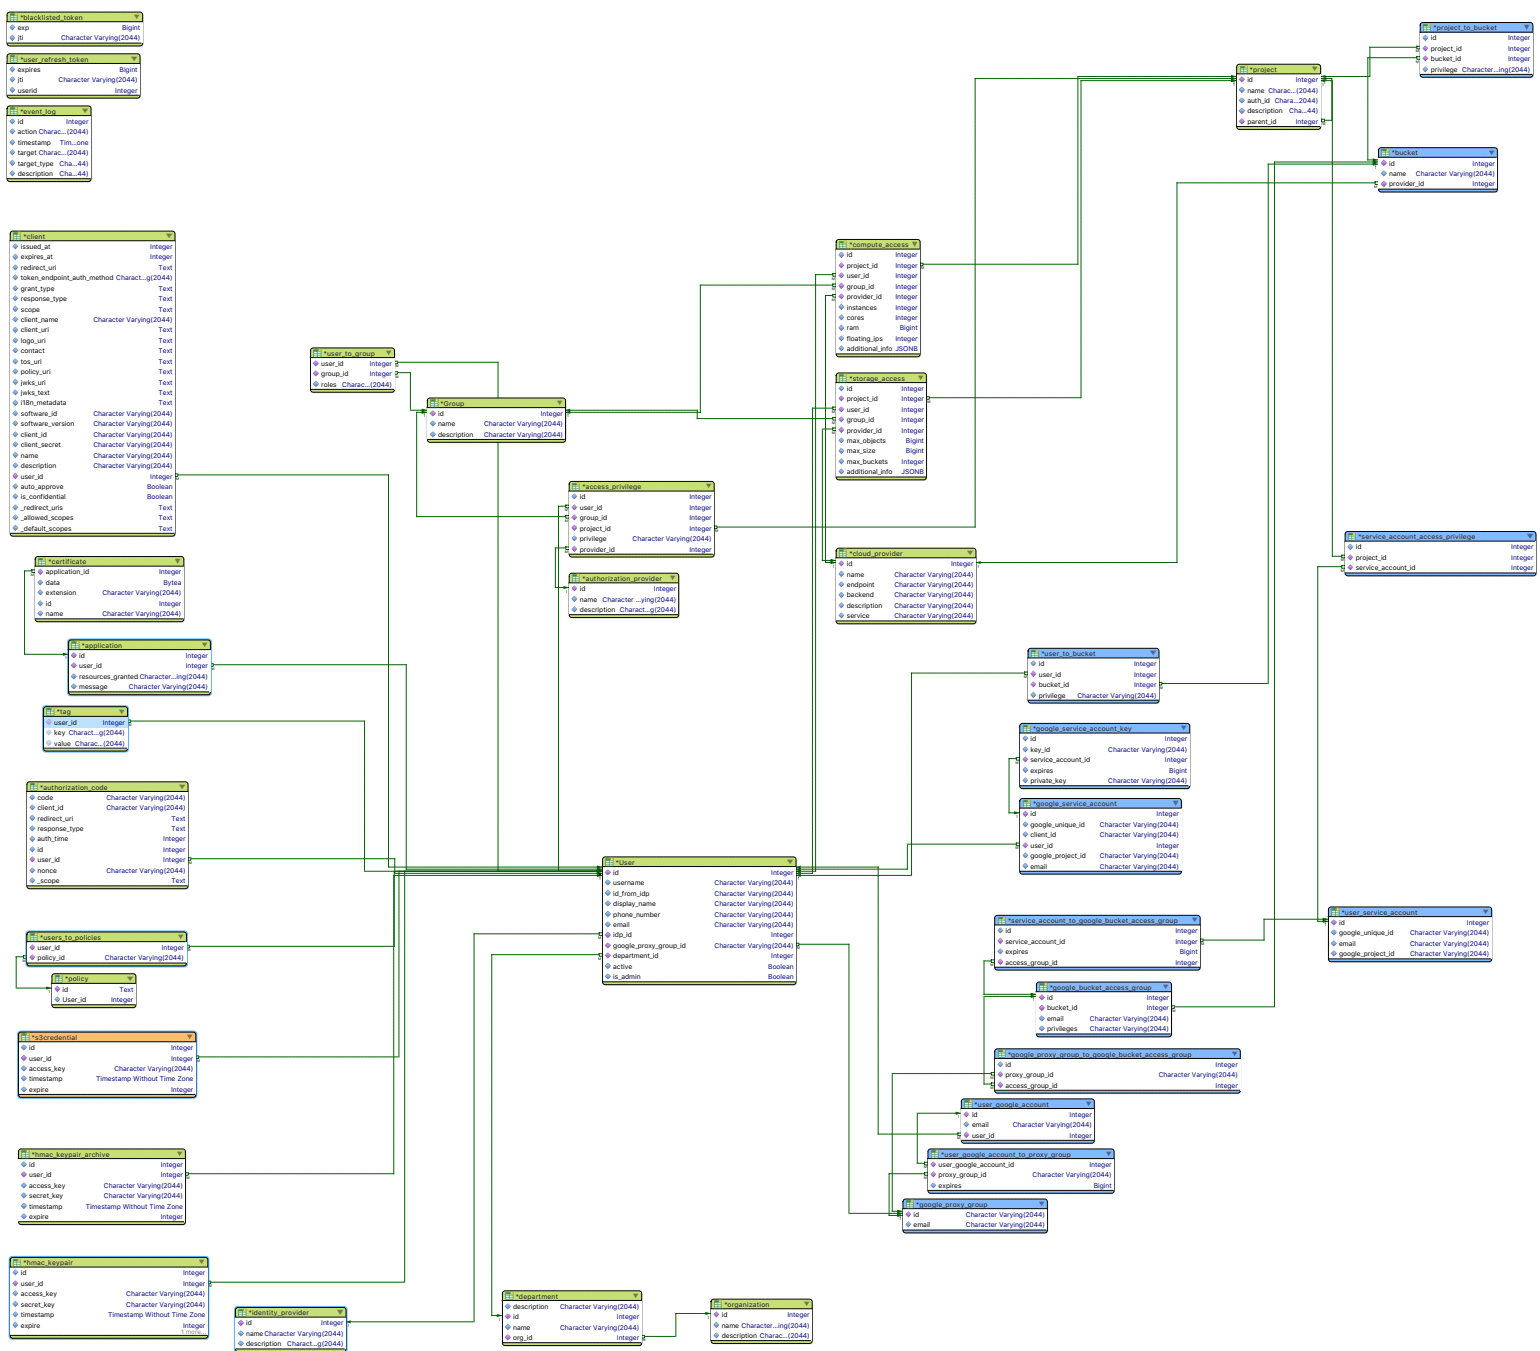 *blacklisted_token
exp Bigint
jti Character Varying(2044)
*user_refresh_token
expires Bigint
jti Character Varying(2044)
userid Integer
*event_log
id Integer
action Charac...(2044)
timestamp Tim...one
target Charac...(2044)
target_type Cha...44)
description Cha...44)
*client
issued_at Integer
expires_at Integer
redirect_uri Text
token_endpoint_auth_method Charact...g(2044)
grant_type Text
response_type Text
scope Text
client_name Character Varying(2044)
client_uri Text
logo_uri Text
contact Text
tos_uri Text
policy_uri Text
jwks_uri Text
jwks_text Text
i18n_metadata Text
software_id Character Varying(2044)
software_version Character Varying(2044)
client_id Character Varying(2044)
client_secret Character Varying(2044)
name Character Varying(2044)
description Character Varying(2044)
user_id Integer
auto_approve Boolean
is_confidential Boolean
_redirect_uris Text
_allowed_scopes Text
_default_scopes Text
*certificate
application_id Integer
data Bytea
extension Character Varying(2044)
id Integer
name Character Varying(2044)
*application
id Integer
user_id Integer
resources_granted Character...ing(2044)
message Character Varying(2044)
*tag
user_id Integer
key Charact...g(2044)
value Charac...(2044)
*authorization_code
code Character Varying(2044)
client_id Character Varying(2044)
redirect_uri Text
response_type Text
auth_time Integer
id Integer
user_id Integer
nonce Character Varying(2044)
_scope Text
*users_to_policies
user_id Integer
policy_id Character Varying(2044)
*policy
id Text
User_id Integer
*s3credential
id Integer
user_id Integer
access_key Character Varying(2044)
timestamp Timestamp Without Time Zone
expire Integer
*hmac_keypair_archive
id Integer
user_id Integer
access_key Character Varying(2044)
secret_key Character Varying(2044)
timestamp Timestamp Without Time Zone
expire Integer
*hmac_keypair
id Integer
user_id Integer
access_key Character Varying(2044)
secret_key Character Varying(2044)
timestamp Timestamp Without Time Zone
expire Integer
1 more...
*identity_provider
id Integer
name Character Varying(2044)
description Charact...g(2044)
*user_to_group
user_id Integer
group_id Integer
roles Charac...(2044)
*Group
id Integer
name Character Varying(2044)
description Character Varying(2044)
*access_privilege
id Integer
user_id Integer
group_id Integer
project_id Integer
privilege Character Varying(2044)
provider_id Integer
*authorization_provider
id Integer
name Character ...ying(2044)
description Charact...g(2044)
*User
id Integer
username Character Varying(2044)
id_from_idp Character Varying(2044)
display_name Character Varying(2044)
phone_number Character Varying(2044)
email Character Varying(2044)
idp_id Integer
google_proxy_group_id Character Varying(2044)
department_id Integer
active Boolean
is_admin Boolean
*department
description Character Varying(2044)
id Integer
name Character Varying(2044)
org_id Integer
*organization
id Integer
name Character...ing(2044)
description Charac...(2044)
*compute_access
id Integer
project_id Integer
user_id Integer
group_id Integer
provider_id Integer
instances Integer
cores Integer
ram Bigint
floating_ips Integer
additional_info JSONB
*storage_access
id Integer
project_id Integer
user_id Integer
group_id Integer
provider_id Integer
max_objects Bigint
max_size Bigint
max_buckets Integer
additional_info JSONB
*cloud_provider
id Integer
name Character Varying(2044)
endpoint Character Varying(2044)
backend Character Varying(2044)
description Character Varying(2044)
service Character Varying(2044)
*project
id Integer
name Charac...(2044)
auth_id Chara...2044)
description Cha...44)
parent_id Integer
*project_to_bucket
id Integer
project_id Integer
bucket_id Integer
privilege Character...ing(2044)
*bucket
id Integer
name Character Varying(2044)
provider_id Integer
*service_account_access_privilege
id Integer
project_id Integer
service_account_id Integer
*user_to_bucket
id Integer
user_id Integer
bucket_id Integer
privilege Character Varying(2044)
*google_service_account_key
id Integer
key_id Character Varying(2044)
service_account_id Integer
expires Bigint
private_key Character Varying(2044)
*google_service_account
id Integer
google_unique_id Character Varying(2044)
client_id Character Varying(2044)
user_id Integer
google_project_id Character Varying(2044)
email Character Varying(2044)
*service_account_to_google_bucket_access_group
id Integer
service_account_id Integer
expires Bigint
access_group_id Integer
*user_service_account
id Integer
google_unique_id Character Varying(2044)
email Character Varying(2044)
google_project_id Character Varying(2044)
*google_bucket_access_group
id Integer
bucket_id Integer
email Character Varying(2044)
privileges Character Varying(2044)
*google_proxy_group_to_google_bucket_access_group
id Integer
proxy_group_id Character Varying(2044)
access_group_id Integer
*user_google_account
id Integer
email Character Varying(2044)
user_id Integer
*user_google_account_to_proxy_group
user_google_account_id Integer
proxy_group_id Character Varying(2044)
expires Bigint
*google_proxy_group
id Character Varying(2044)
email Character Varying(2044)